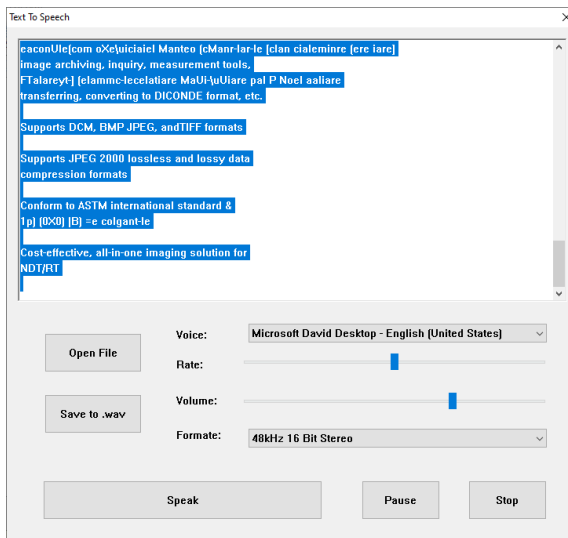 Text To Speech
eaconUle[com oXe\uiciaiel Manteo [cManr-lar-le [clan cialeminre [ere iare]
image archiving, inquiry, measurement tools,
FTalareyt-] [elammc-lecelatiare MaUi-\uUiare pal P Noel aaliare
transferring, converting to DICONDE format, etc.
Supports DCM, BMP JPEG, andTIFF formats
Supports JPEG 2000 lossless and lossy data
compression formats
Conform to ASTM international standard &
1p] (0X0) |B) =e colgant-le
Cost-effective, all-in-one imaging solution for
NDT/RT
Open File
Voice:
Microsoft David Desktop - English (United States)
Rate:
Save to .wav
Volume:
Formate:
48kHz 16 Bit Stereo
Speak
Pause
Stop